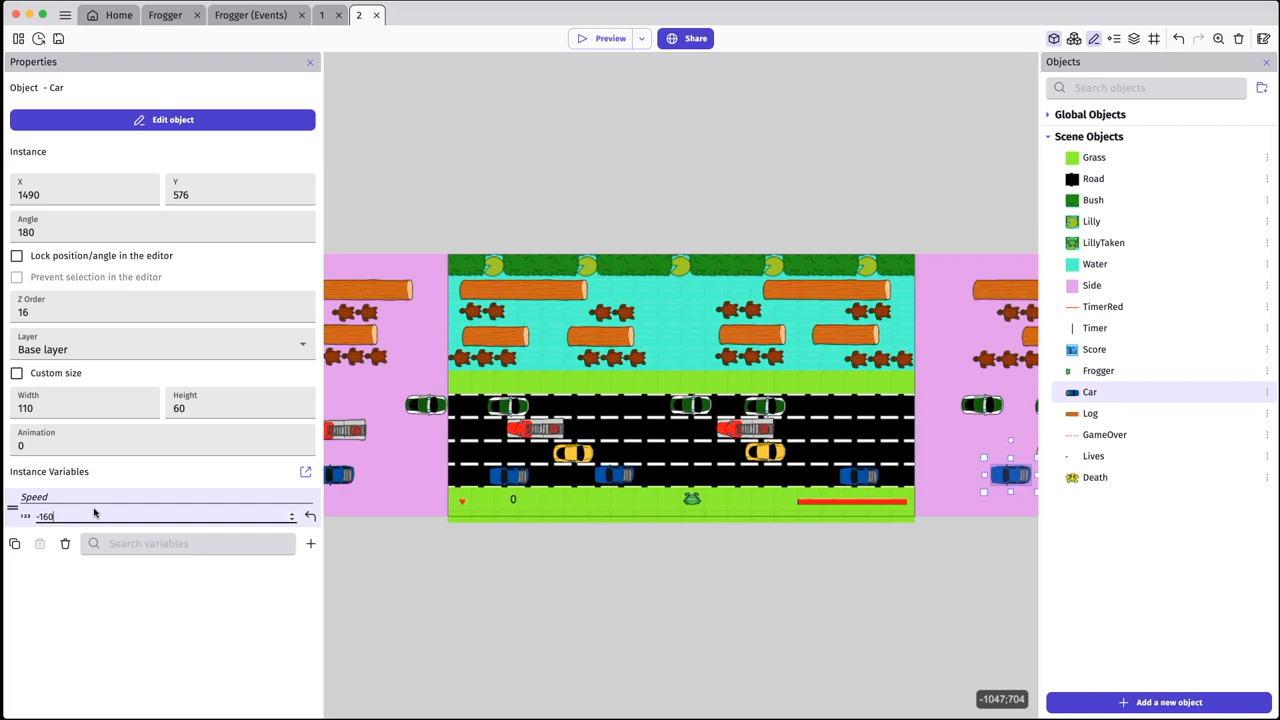 Home
Frogger
Frogger (Events)
1
2
Preview
Share
Properties
Object - Car
Edit object
Instance
X
1490
Y
576
Angle
180
Lock position/angle in the editor
Prevent selection in the editor
Z Order
16
Layer
Base layer
Custom size
Width
110
Height
60
Animation
0
Instance Variables
Speed
123 -160
Search variables
0
-1047;704
Objects
Search objects
Global Objects
Scene Objects
Grass
Road
Bush
Lilly
LillyTaken
Water
Side
TimerRed
Timer
Score
Frogger
Car
Log
GameOver
Lives
Death
Add a new object